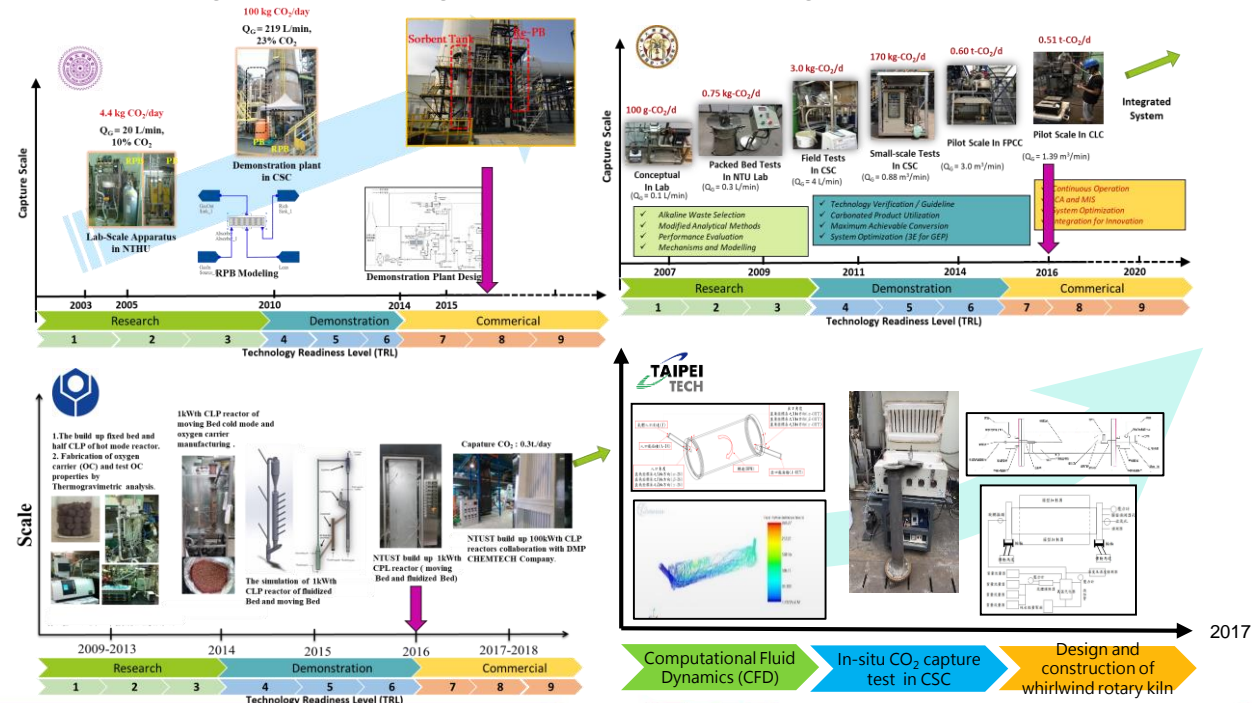 100 kg CO2/day
QG = 219 L/min,
23% CO2
4.4 kg CO2/day
QG = 20 L/min,
10% CO2
RPB
PB
RPB
Sorbent Tank
Re-PB
Demonstration plant
in CSC
Lab-Scale Apparatus
in NTHU
RPB Modeling
Demonstration Plant Design
Capture Scale
2003
2005
2010
2014
2015
Research
Demonstration
Commerical
1
2
3
4
5
6
7
8
9
Technology Readiness Level (TRL)
Capture Scale
100 g-CO2/d
0.75 kg-CO2/d
3.0 kg-CO2/d
170 kg-CO2/d
0.60 t-CO2/d
0.51 t-CO2/d
Conceptual
In Lab
(QG = 0.1 L/min)
Packed Bed Tests
In NTU Lab
(QG = 0.3 L/min)
Field Tests
In CSC
(QG = 4 L/min)
Small-scale Tests
In CSC
(QG = 0.88 m3/min)
Pilot Scale In FPCC
(QG = 3.0 m3/min)
Pilot Scale In CLC
(QG = 1.39 m3/min)
Integrated
System
✓ Alkaline Waste Selection
✓ Modified Analytical Methods
✓ Performance Evaluation
✓ Mechanisms and Modelling
✓ Technology Verification / Guideline
✓ Carbonated Product Utilization
✓ Maximum Achievable Conversion
✓ System Optimization (3E for GEP)
✓ Continuous Operation
✓ CA and MIS
✓ System Optimization
✓ Integration for Innovation
2007
2009
2011
2014
2016
2020
Research
Demonstration
Commerical
1
2
3
4
5
6
7
8
9
Technology Readiness Level (TRL)
Scale
1.The build up fixed bed and
half CLP of hot mode reactor.
2. Fabrication of oxygen
carrier (OC) and test OC
properties by
Thermogravimetric analysis.
1kWth CLP reactor of
moving Bed cold mode and
oxygen carrier
manufacturing .
The simulation of 1kWth
CLP reactor of fluidized
Bed and moving Bed
NTUST build up 1kWth
CPL reactor ( moving
Bed and fluidized Bed)
Capature CO2 : 0.3L/day
NTUST build up 100kWth CLP
reactors collaboration with DMP
CHEMTECH Company.
2009-2013
2014
2015
2016
2017-2018
Research
Demonstration
Commercial
1
2
3
4
5
6
7
8
9
Technology Readiness Level (TRL)
TAIPEI
TECH
2017
Computational Fluid
Dynamics (CFD)
In-situ CO2 capture
test in CSC
Design and
construction of
whirlwind rotary kiln